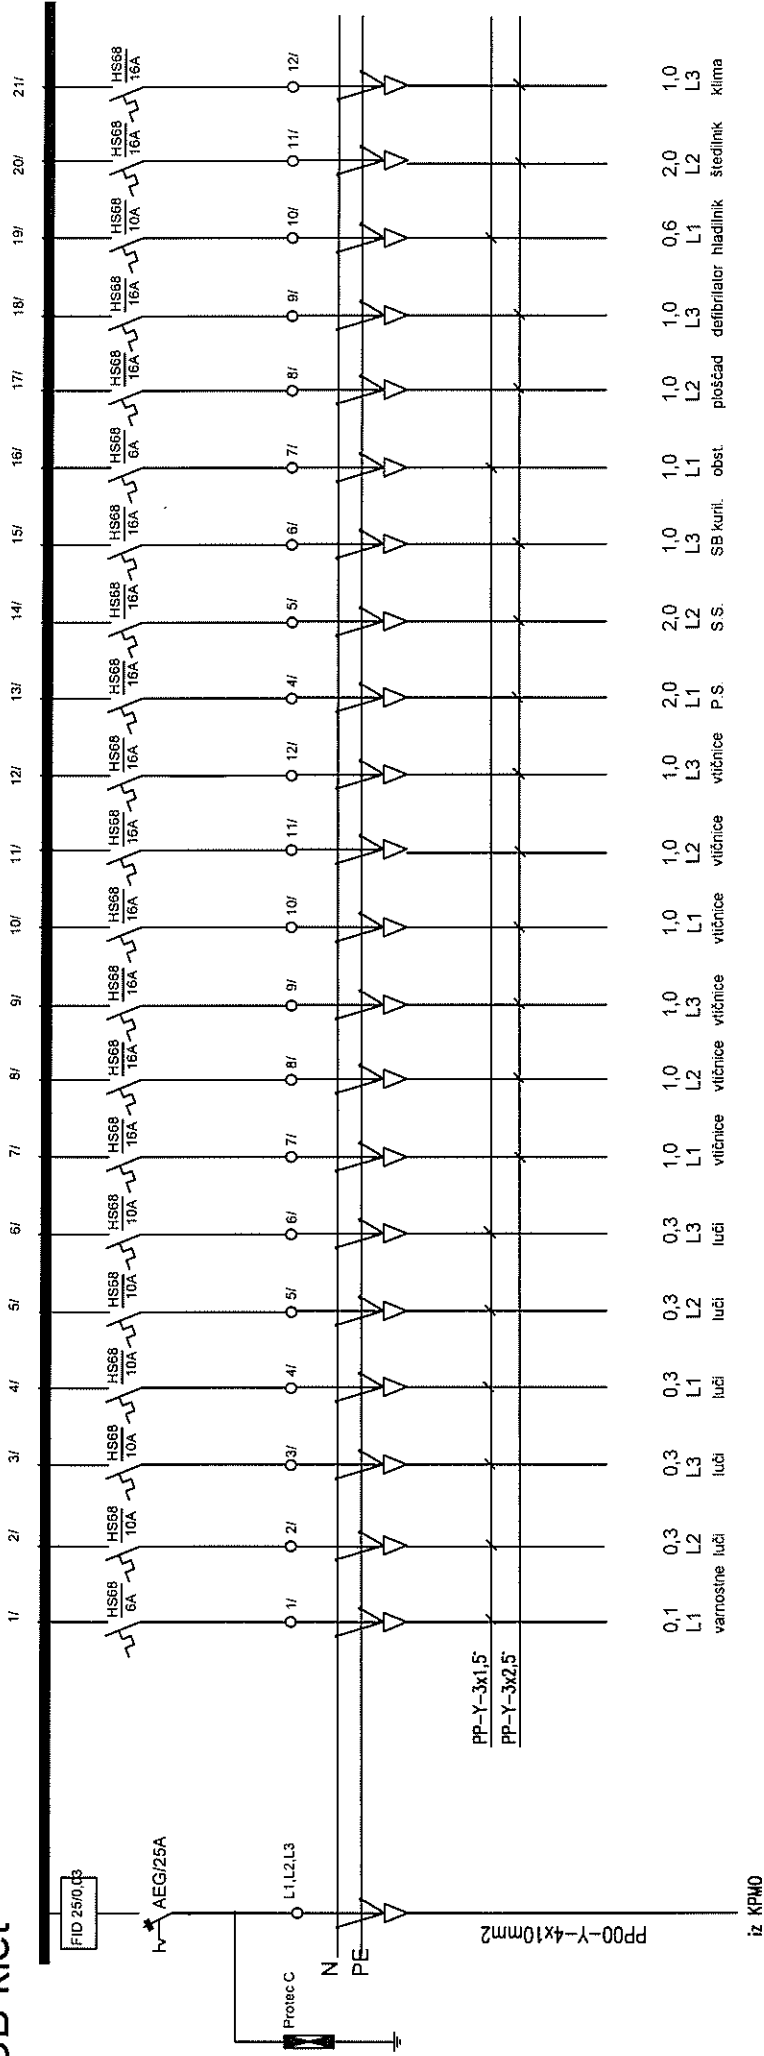 SB klet
FID 25/0,03
AEG/25A
Protec C
L1,L2,L3
N
PE
PP00-Y-4x10mm2
iz KPMO
PP-Y-3x1,5"
PP-Y-3x2,5"
1/ 2/ 3/ 4/ 5/ 6/ 7/ 8/ 9/ 10/ 11/ 12/ 13/ 14/ 15/ 16/ 17/ 18/ 19/ 20/ 21/
HS68 HS68 HS68 HS68 HS68 HS68 HS68 HS68 HS68 HS68 HS68 HS68 HS68 HS68 HS68 HS68 HS68 HS68 HS68 HS68 HS68
6A 10A 10A 10A 10A 10A 16A 16A 16A 16A 16A 16A 16A 16A 16A 6A 16A 16A 10A 16A 16A
1/ 2/ 3/ 4/ 5/ 6/ 7/ 8/ 9/ 10/ 11/ 12/ 4/ 5/ 6/ 7/ 8/ 9/ 10/ 11/ 12/
0,1 0,3 0,3 0,3 0,3 0,3 1,0 1,0 1,0 1,0 1,0 1,0 2,0 2,0 1,0 1,0 1,0 1,0 0,6 2,0 1,0
L1 L2 L3 L1 L2 L3 L1 L2 L3 L1 L2 L3 L1 L2 L3 L1 L2 L3 L1 L2 L3
varnostne luči luči luči luči luči vtičnice vtičnice vtičnice vtičnice vtičnice vtičnice P.S. S.S. SB kuril. obst. ploščad defibrilator hladilnik štedilnik klima